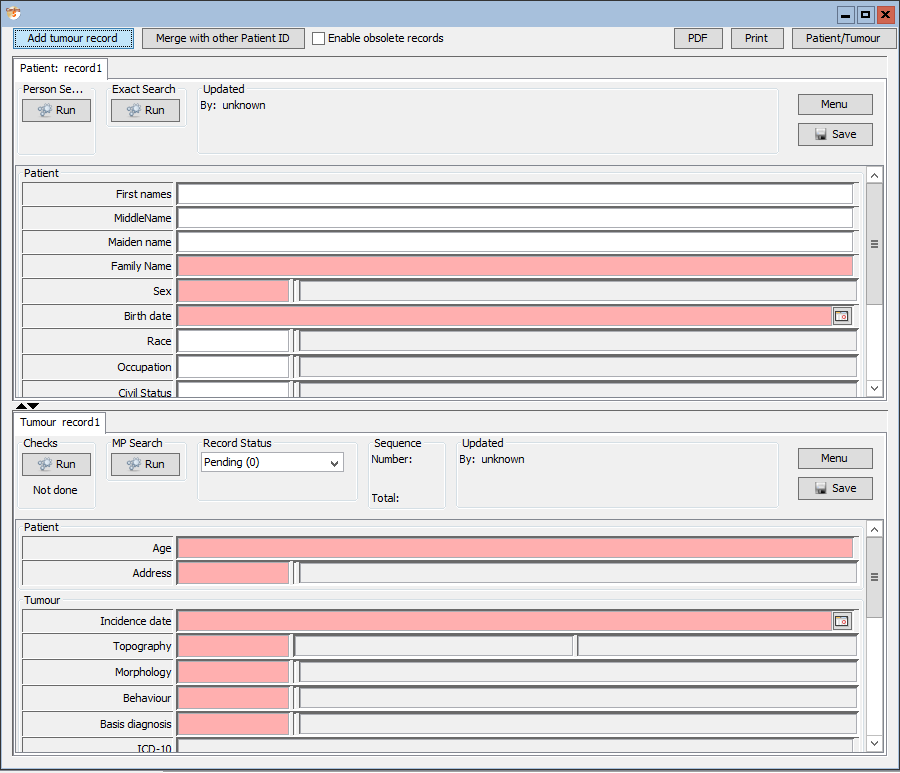 Add tumour record Merge with other Patient ID Enable obsolete records PDF Print Patient/Tumour
Patient: record1
Person Se... Exact Search Updated
Run Run By: unknown Menu
Save
Patient
First names
MiddleName
Maiden name
Family Name
Sex
Birth date
Race
Occupation
Civil Status
Tumour record1
Checks MP Search Record Status Sequence Updated
Run Run Pending (0) Number: By: unknown Menu
Not done Total: Save
Patient
Age
Address
Tumour
Incidence date
Topography
Morphology
Behaviour
Basis diagnosis
ICD-10